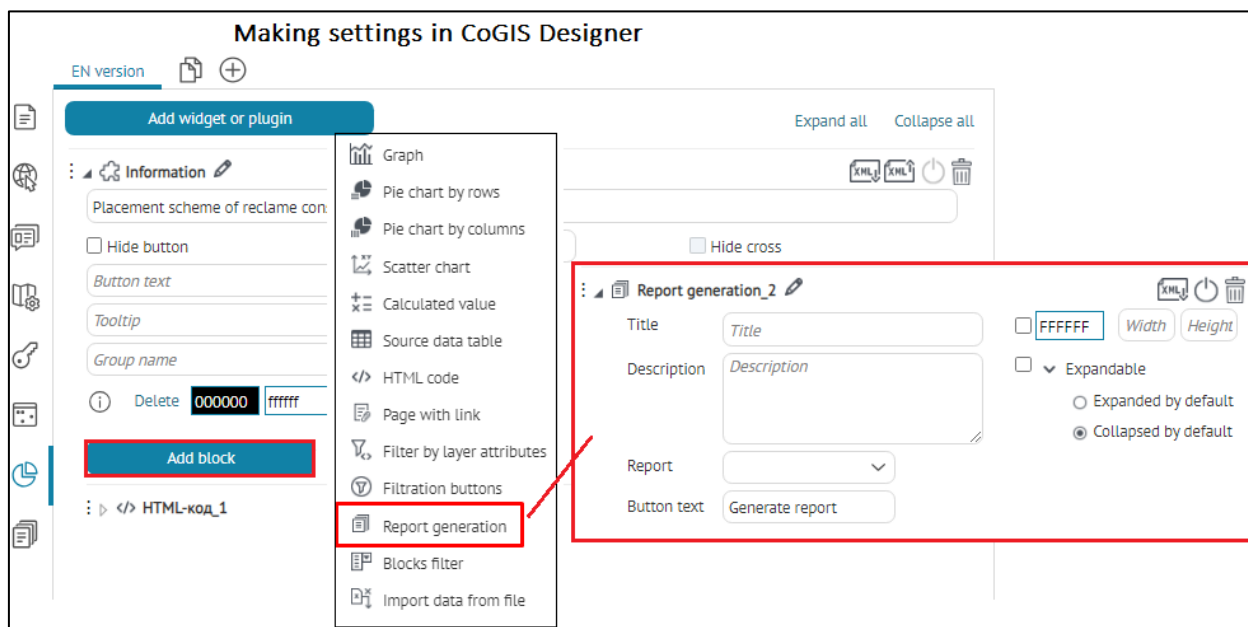 Making settings in CoGIS Designer
EN version
Add widget or plugin
Expand all
Collapse all
Information
XML
XML
Placement scheme of reclame cons
Hide button
Hide cross
Button text
Tooltip
Group name
Delete
000000
ffffff
Add block
</> HTML-код_1
Graph
Pie chart by rows
Pie chart by columns
Scatter chart
Calculated value
Source data table
</> HTML code
Page with link
Filter by layer attributes
Filtration buttons
Report generation
Blocks filter
Import data from file
Report generation_2
XML
Title
Title
FFFFFF
Width
Height
Description
Description
Expandable
Expanded by default
Collapsed by default
Report
Button text
Generate report